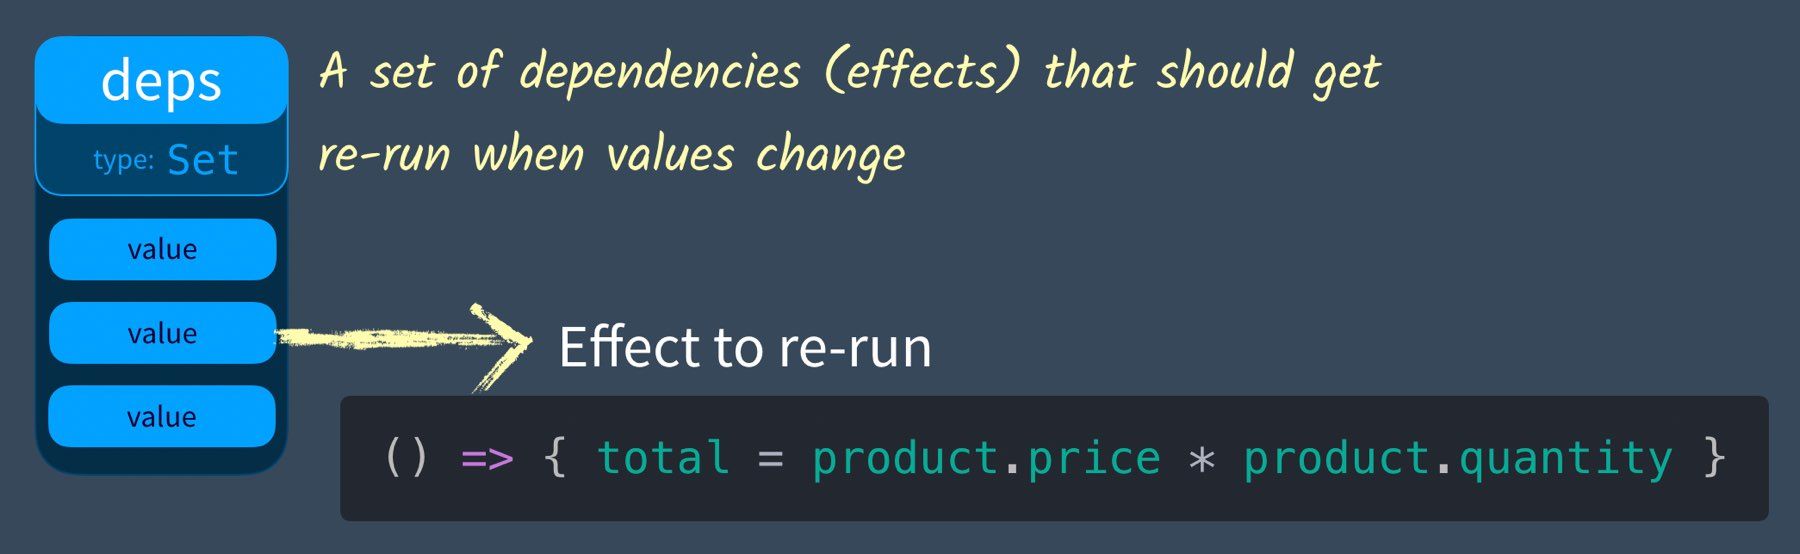 deps
type: Set
value
value
value
A set of dependencies (effects) that should get
re-run when values change
Effect to re-run
() => { total = product.price * product.quantity }